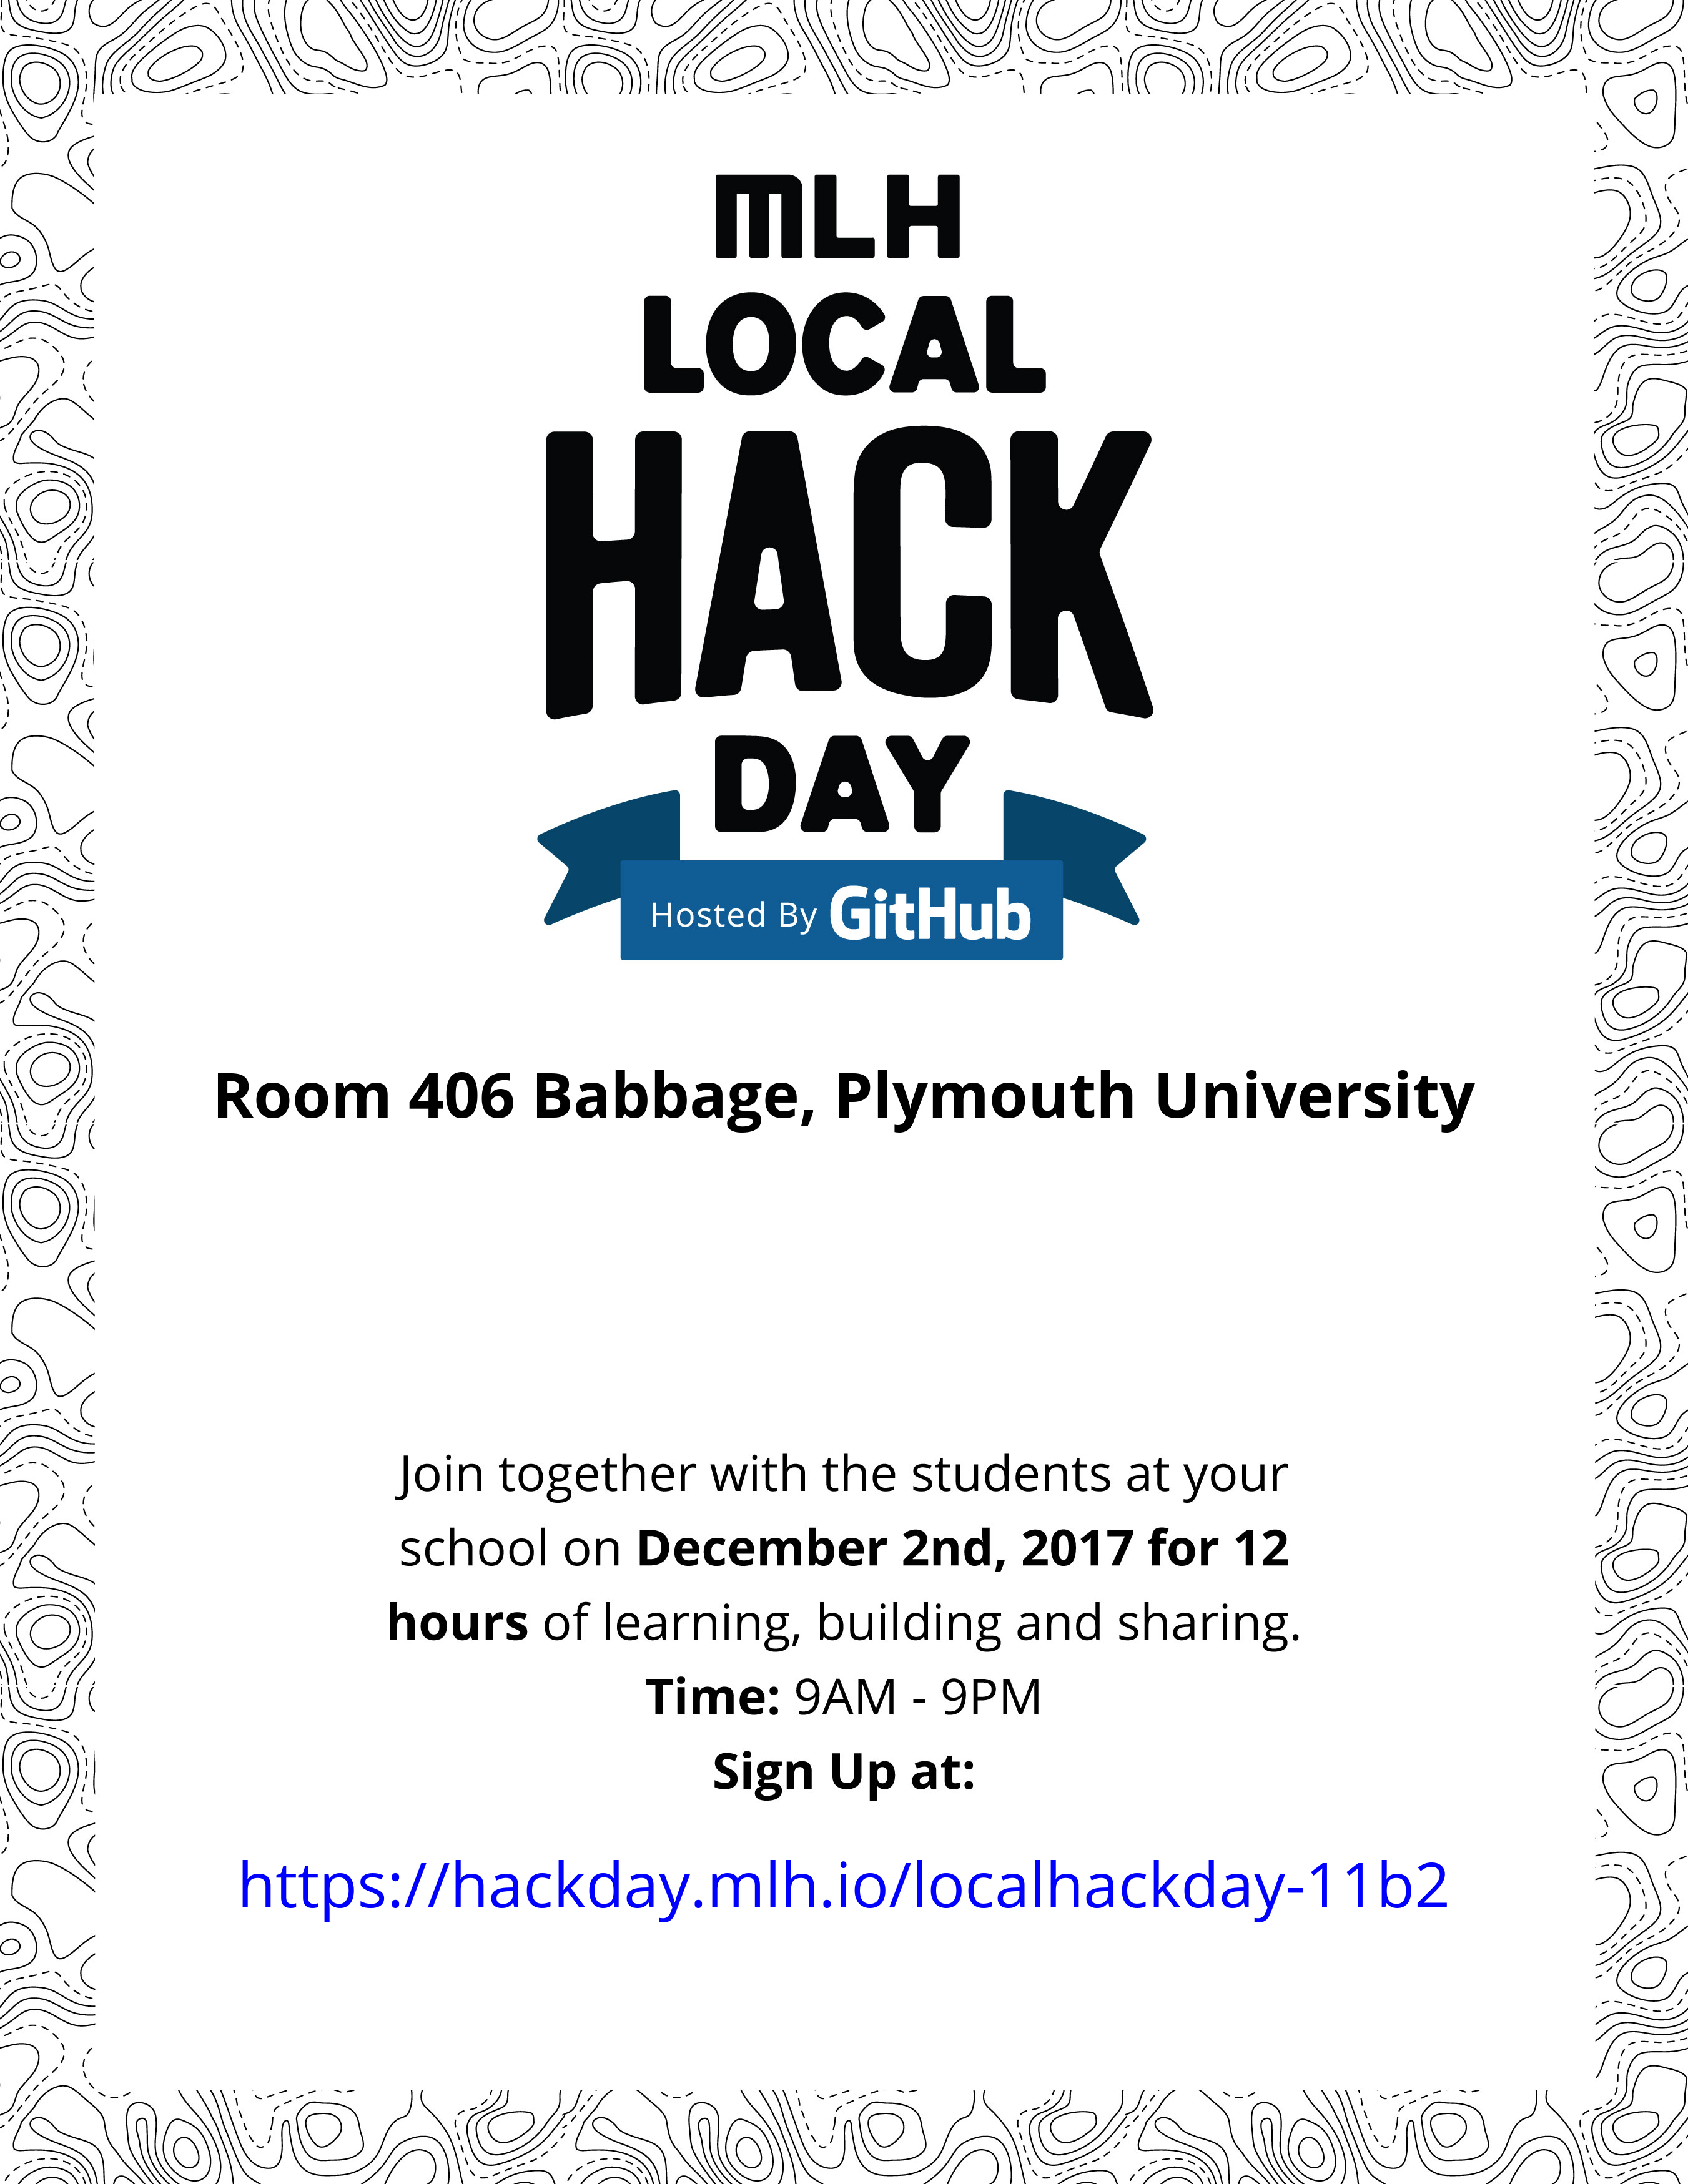 MLH
LOCAL
HACK
DAY
Hosted By GitHub
Room 406 Babbage, Plymouth University
Join together with the students at your
school on December 2nd, 2017 for 12
hours of learning, building and sharing.
Time: 9AM - 9PM
Sign Up at:
https://hackday.mlh.io/localhackday-11b2